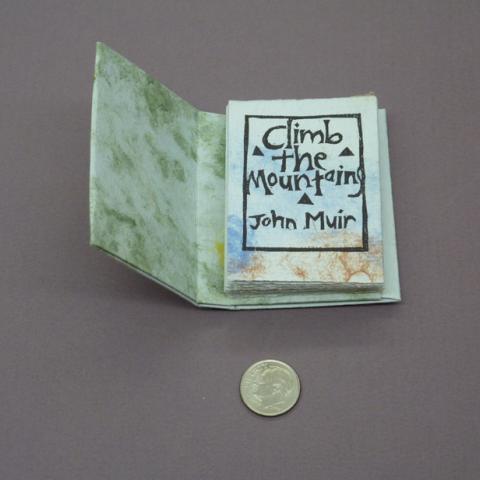 Climb
the
Mountains
John Muir